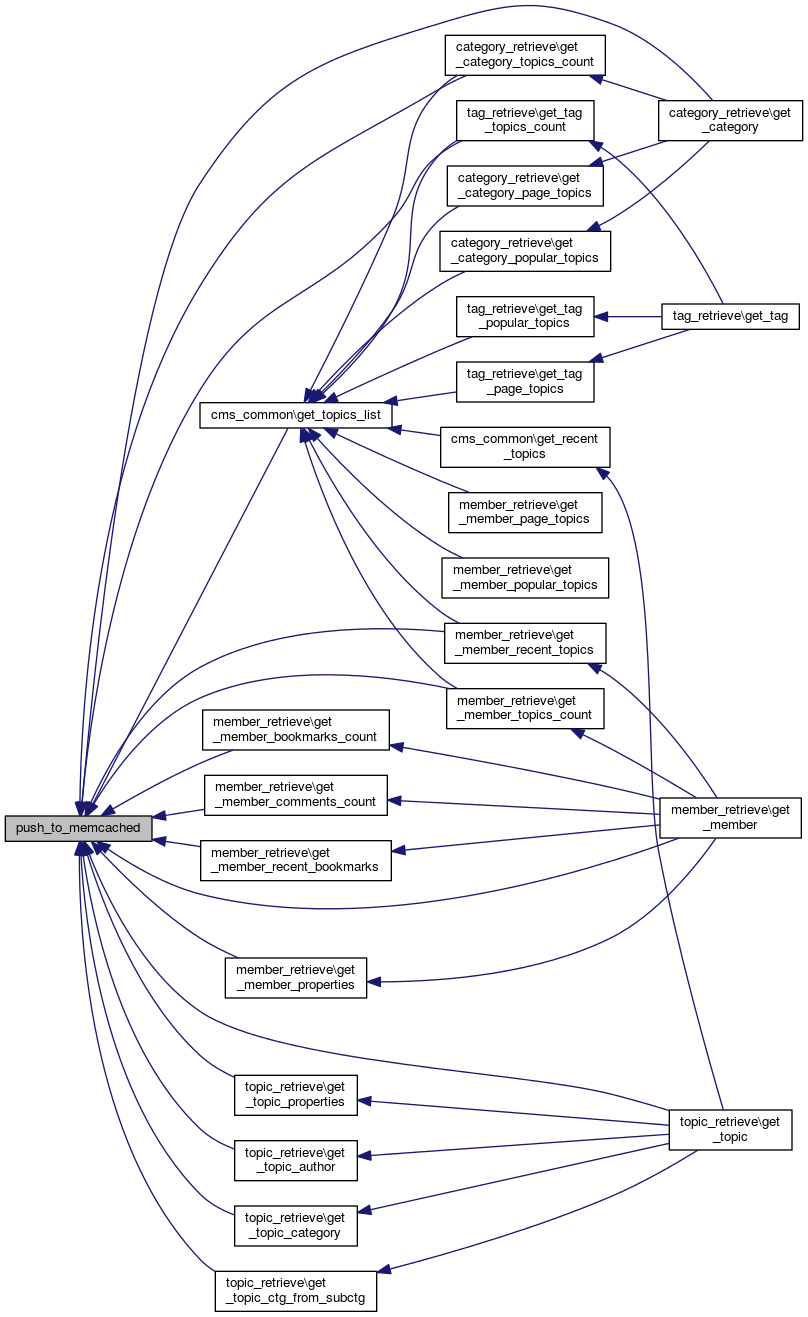 category_retrieve\get
_category_topics_count
tag_retrieve\get_tag
_topics_count
category_retrieve\get
_category
category_retrieve\get
_category_page_topics
category_retrieve\get
_category_popular_topics
tag_retrieve\get_tag
_popular_topics
tag_retrieve\get_tag
tag_retrieve\get_tag
_page_topics
cms_common\get_topics_list
cms_common\get_recent
_topics
member_retrieve\get
_member_page_topics
member_retrieve\get
_member_popular_topics
member_retrieve\get
_member_recent_topics
member_retrieve\get
_member_topics_count
member_retrieve\get
_member_bookmarks_count
member_retrieve\get
_member_comments_count
member_retrieve\get
_member
push_to_memcached
member_retrieve\get
_member_recent_bookmarks
member_retrieve\get
_member_properties
topic_retrieve\get
_topic_properties
topic_retrieve\get
_topic
topic_retrieve\get
_topic_author
topic_retrieve\get
_topic_category
topic_retrieve\get
_topic_ctg_from_subctg